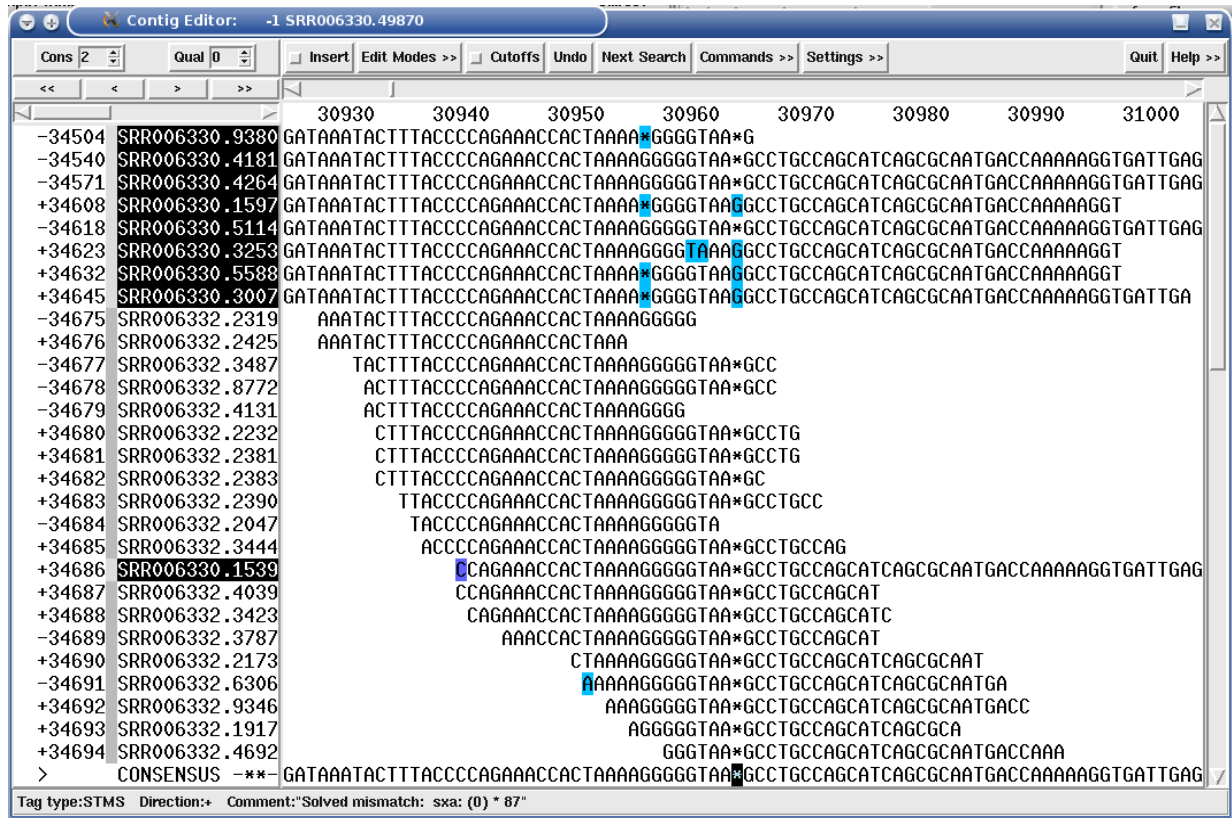 Contig Editor: -1 SRR006330.49870
Cons 2 Qual 0 Insert Edit Modes >> Cutoffs Undo Next Search Commands >> Settings >> Quit Help >>
<< < > >>
30930 30940 30950 30960 30970 30980 30990 31000
-34504 SRR006330.9380 GATAAATACTTTACCCCAGAAACCACTAAAA*GGGGTAA*G
-34540 SRR006330.4181 GATAAATACTTTACCCCAGAAACCACTAAAAGGGGGTAA*GCCTGCCAGCATCAGCGCAATGACCAAAAAGGTGATTGAG
-34571 SRR006330.4264 GATAAATACTTTACCCCAGAAACCACTAAAAGGGGGTAA*GCCTGCCAGCATCAGCGCAATGACCAAAAAGGTGATTGAG
+34608 SRR006330.1597 GATAAATACTTTACCCCAGAAACCACTAAAA*GGGGTAAGGCCTGCCAGCATCAGCGCAATGACCAAAAAGGT
-34618 SRR006330.5114 GATAAATACTTTACCCCAGAAACCACTAAAAGGGGGTAA*GCCTGCCAGCATCAGCGCAATGACCAAAAAGGTGATTGAG
+34623 SRR006330.3253 GATAAATACTTTACCCCAGAAACCACTAAAAGGGGTAAAGGCCTGCCAGCATCAGCGCAATGACCAAAAAGGT
+34632 SRR006330.5588 GATAAATACTTTACCCCAGAAACCACTAAAA*GGGGTAAGGCCTGCCAGCATCAGCGCAATGACCAAAAAGGT
+34645 SRR006330.3007 GATAAATACTTTACCCCAGAAACCACTAAAA*GGGGTAAGGCCTGCCAGCATCAGCGCAATGACCAAAAAGGTGATTGA
-34675 SRR006332.2319 AAATACTTTACCCCAGAAACCACTAAAAGGGGG
+34676 SRR006332.2425 AAATACTTTACCCCAGAAACCACTAAA
-34677 SRR006332.3487 TACTTTACCCCAGAAACCACTAAAAGGGGGTAA*GCC
-34678 SRR006332.8772 ACTTTACCCCAGAAACCACTAAAAGGGGGTAA*GCC
-34679 SRR006332.4131 ACTTTACCCCAGAAACCACTAAAAGGGG
+34680 SRR006332.2232 CTTTACCCCAGAAACCACTAAAAGGGGGTAA*GCCTG
+34681 SRR006332.2381 CTTTACCCCAGAAACCACTAAAAGGGGGTAA*GCCTG
+34682 SRR006332.2383 CTTTACCCCAGAAACCACTAAAAGGGGGTAA*GC
+34683 SRR006332.2390 TTACCCCAGAAACCACTAAAAGGGGGTAA*GCCTGCC
-34684 SRR006332.2047 TACCCCAGAAACCACTAAAAGGGGGTA
+34685 SRR006332.3444 ACCCCAGAAACCACTAAAAGGGGGTAA*GCCTGCCAG
+34686 SRR006330.1539 CCAGAAACCACTAAAAGGGGGTAA*GCCTGCCAGCATCAGCGCAATGACCAAAAAGGTGATTGAG
+34687 SRR006332.4039 CCAGAAACCACTAAAAGGGGGTAA*GCCTGCCAGCAT
+34688 SRR006332.3423 CAGAAACCACTAAAAGGGGGTAA*GCCTGCCAGCATC
-34689 SRR006332.3787 AAACCACTAAAAGGGGGTAA*GCCTGCCAGCAT
+34690 SRR006332.2173 CTAAAAGGGGGTAA*GCCTGCCAGCATCAGCGCAAT
-34691 SRR006332.6306 AAAAAGGGGGTAA*GCCTGCCAGCATCAGCGCAATGA
+34692 SRR006332.9346 AAAGGGGGTAA*GCCTGCCAGCATCAGCGCAATGACC
+34693 SRR006332.1917 AGGGGGTAA*GCCTGCCAGCATCAGCGCA
+34694 SRR006332.4692 GGGTAA*GCCTGCCAGCATCAGCGCAATGACCAAA
> CONSENSUS -**- GATAAATACTTTACCCCAGAAACCACTAAAAGGGGGTAA*GCCTGCCAGCATCAGCGCAATGACCAAAAAGGTGATTGAG
Tag type:STMS Direction:+ Comment:"Solved mismatch: sxa: (0) * 87"